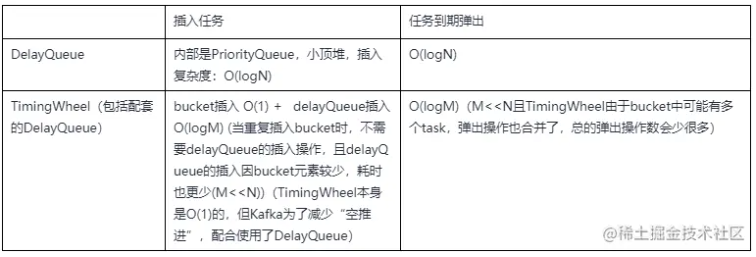 插入任务
任务到期弹出
DelayQueue
内部是PriorityQueue，小顶堆，插入
复杂度：O(logN)
O(logN)
TimingWheel（包括配套
的DelayQueue）
bucket插入 O(1) + delayQueue插入
O(logM) (当重复插入bucket时，不需
要delayQueue的插入操作，且delayQ
ueue的插入因bucket元素较少，耗时
也更少(M<<N))（TimingWheel本身
是O(1)的，但Kafka为了减少“空推
进”，配合使用了DelayQueue）
O(logM)（M<<N且TimingWheel由于bucket中可能有多
个task，弹出操作也合并了，总的弹出操作数会少很多）
@稀土掘金技术社区